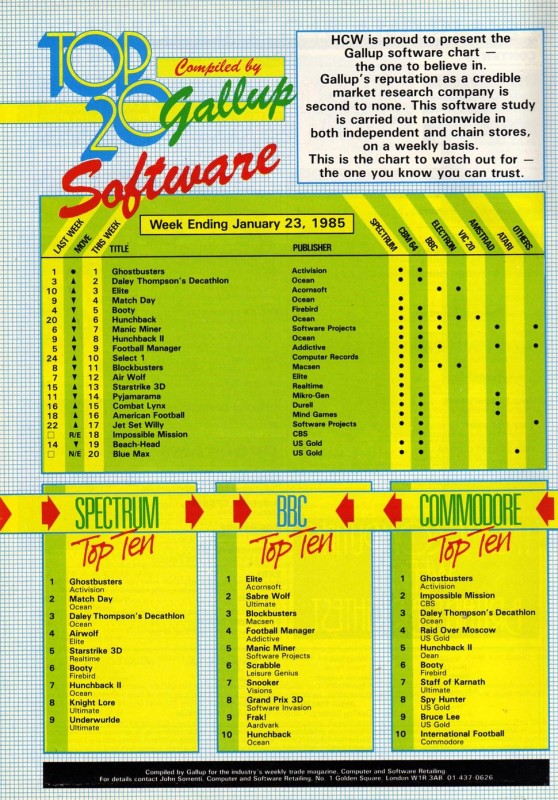 TOP
20
Compiled by
Gallup
Software
HCW is proud to present the
Gallup software chart —
the one to believe in.
Gallup's reputation as a credible
market research company is
second to none. This software study
is carried out nationwide in
both independent and chain stores,
on a weekly basis.
This is the chart to watch out for —
the one you know you can trust.
Week Ending January 23, 1985
LAST WEEK MOVE THIS WEEK TITLE PUBLISHER SPECTRUM CBM 64 BBC ELECTRON VIC 20 AMSTRAD ATARI OTHERS
1 ● 1 Ghostbusters Activision ● ●
3 ▲ 2 Daley Thompson's Decathlon Ocean ● ●
10 ▲ 3 Elite Acornsoft ● ●
9 ▼ 4 Match Day Ocean ●
4 ▼ 5 Booty Firebird ● ●
20 ▲ 6 Hunchback Ocean ● ● ● ● ●
6 ▼ 7 Manic Miner Software Projects ● ● ● ● ●
9 ▲ 8 Hunchback II Ocean ● ●
5 ▼ 9 Football Manager Addictive ● ● ● ● ● ●
24 ▲ 10 Select 1 Computer Records ● ●
8 ▼ 11 Blockbusters Macsen ● ● ● ●
7 ▼ 12 Air Wolf Elite ●
15 ▲ 13 Starstrike 3D Realtime ●
11 ▼ 14 Pyjamarama Mikro-Gen ● ● ●
16 ▲ 15 Combat Lynx Durell ● ● ●
18 ▲ 16 American Football Mind Games ● ● ●
22 ▲ 17 Jet Set Willy Software Projects ● ● ●
□ R/E 18 Impossible Mission CBS ●
14 ▼ 19 Beach-Head US Gold ● ●
□ N/E 20 Blue Max US Gold ● ● ●
SPECTRUM
Top Ten
1 Ghostbusters
Activision
2 Match Day
Ocean
3 Daley Thompson's Decathlon
Ocean
4 Airwolf
Elite
5 Starstrike 3D
Realtime
6 Booty
Firebird
7 Hunchback II
Ocean
8 Knight Lore
Ultimate
9 Underwurlde
Ultimate
BBC
Top Ten
1 Elite
Acornsoft
2 Sabre Wolf
Ultimate
3 Blockbusters
Macsen
4 Football Manager
Addictive
5 Manic Miner
Software Projects
6 Scrabble
Leisure Genius
7 Snooker
Visions
8 Grand Prix 3D
Software Invasion
9 Frak!
Aardvark
10 Hunchback
Ocean
COMMODORE
Top Ten
1 Ghostbusters
Activision
2 Impossible Mission
CBS
3 Daley Thompson's Decathlon
Ocean
4 Raid Over Moscow
US Gold
5 Hunchback II
Oean
6 Booty
Firebird
7 Staff of Karnath
Ultimate
8 Spy Hunter
US Gold
9 Bruce Lee
US Gold
10 International Football
Commodore
Compiled by Gallup for the industry's weekly trade magazine, Computer and Software Retailing.
For details contact John Sorrenti, Computer and Software Retailing, No. 1 Golden Square, London W1R 3AB. 01-437-0626